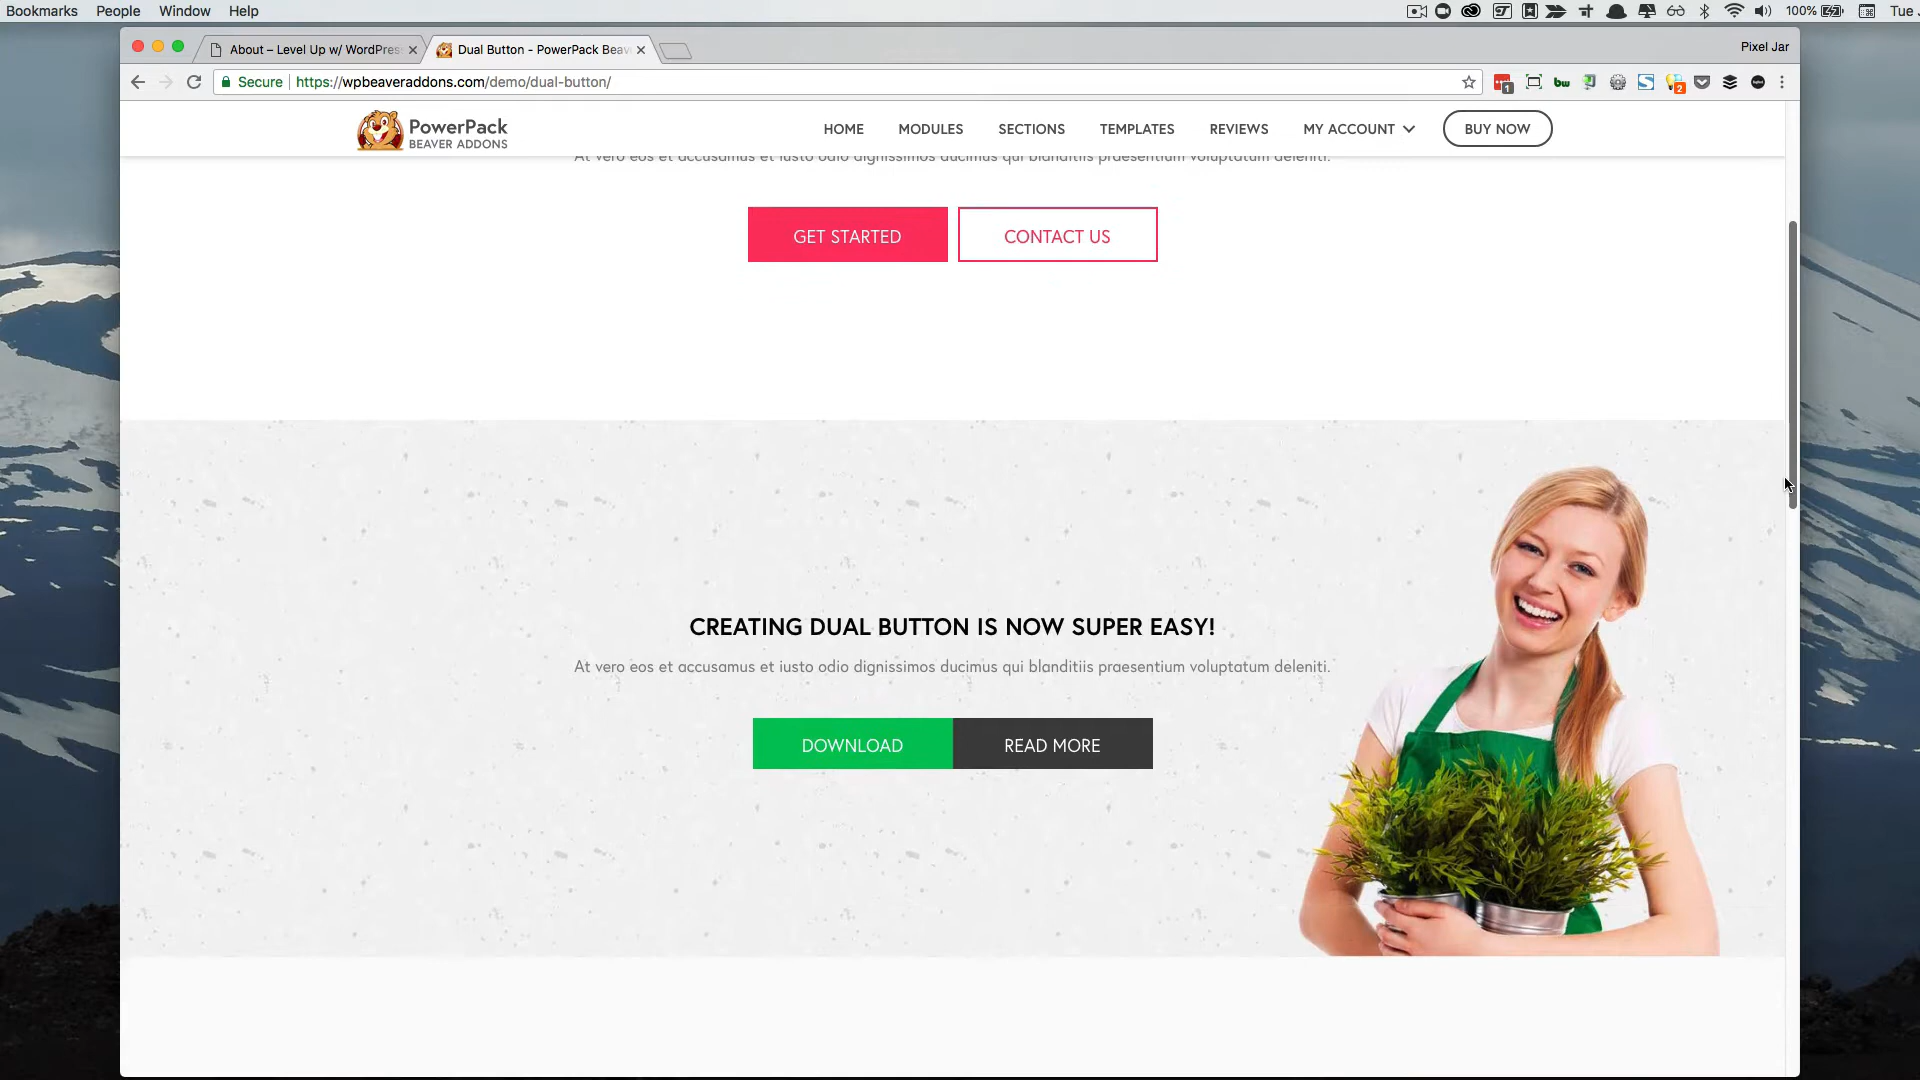 Bookmarks People Window Help 100% Tue
About – Level Up w/ WordPres Dual Button - PowerPack Beav Pixel Jar
Secure https://wpbeaveraddons.com/demo/dual-button/ 1 bw 2
PowerPack
BEAVER ADDONS
HOME MODULES SECTIONS TEMPLATES REVIEWS MY ACCOUNT BUY NOW
At vero eos et accusamus et iusto odio dignissimos ducimus qui blanditiis praesentium voluptatum deleniti.
GET STARTED CONTACT US
CREATING DUAL BUTTON IS NOW SUPER EASY!
At vero eos et accusamus et iusto odio dignissimos ducimus qui blanditiis praesentium voluptatum deleniti.
DOWNLOAD READ MORE